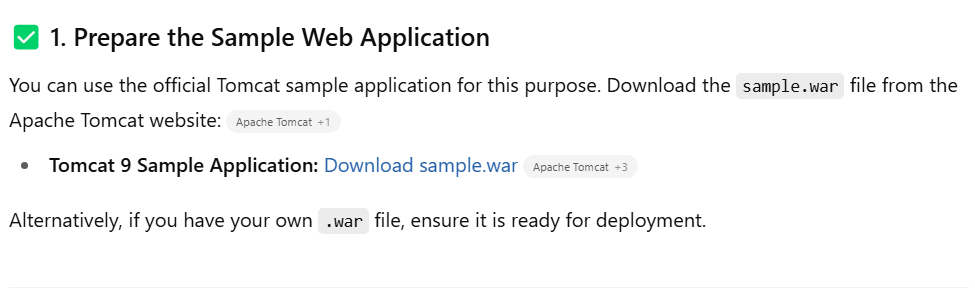 ✅ 1. Prepare the Sample Web Application
You can use the official Tomcat sample application for this purpose. Download the sample.war file from the
Apache Tomcat website: Apache Tomcat +1
• Tomcat 9 Sample Application: Download sample.war Apache Tomcat +3
Alternatively, if you have your own .war file, ensure it is ready for deployment.